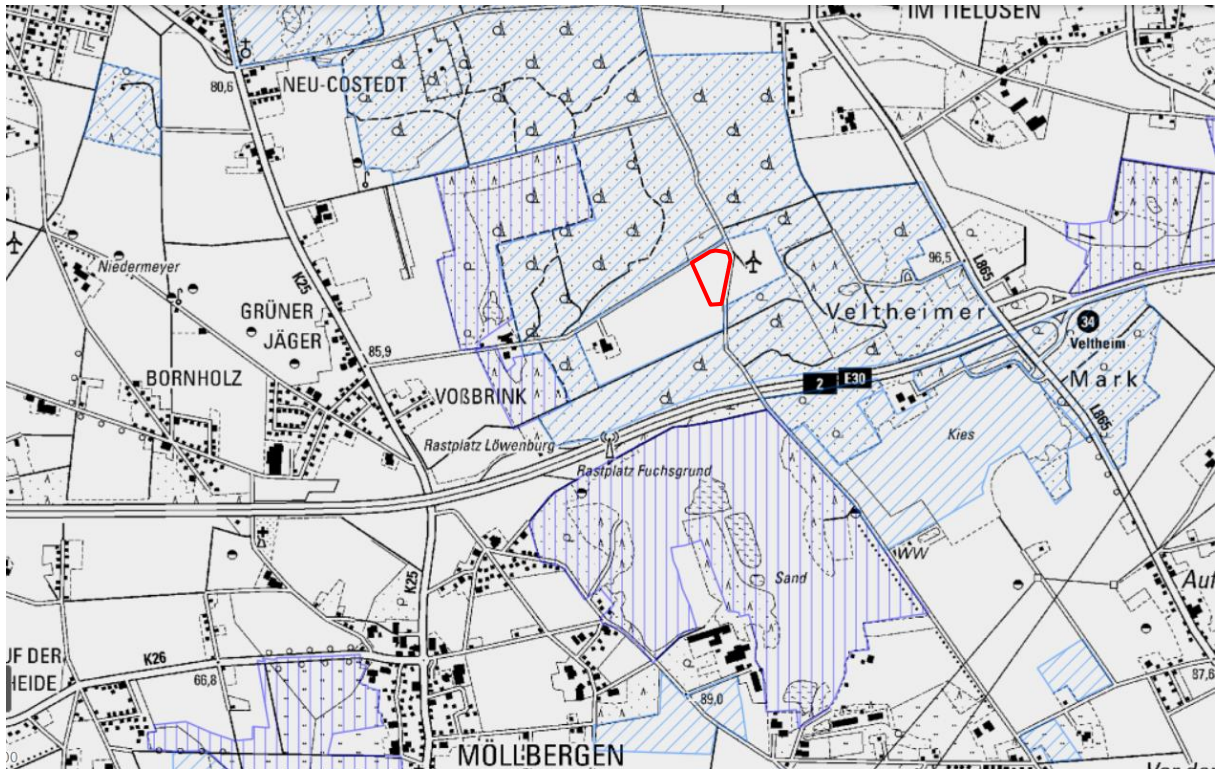 IM TIELOSEN
80,6
NEU-COSTEDT
K25
L865
96,5
Niedermeyer
GRÜNER
JÄGER
85,9
Veltheimer
34
Veltheim
BORNHOLZ
VOßBRINK
2
E30
Mark
L865
Kies
Rastplatz Löwenburg
Rastplatz Fuchsgrund
WW
K25
Sand
Auf
UF DER
HEIDE
K26
66,8
89,0
87,6
MÖLLBERGEN